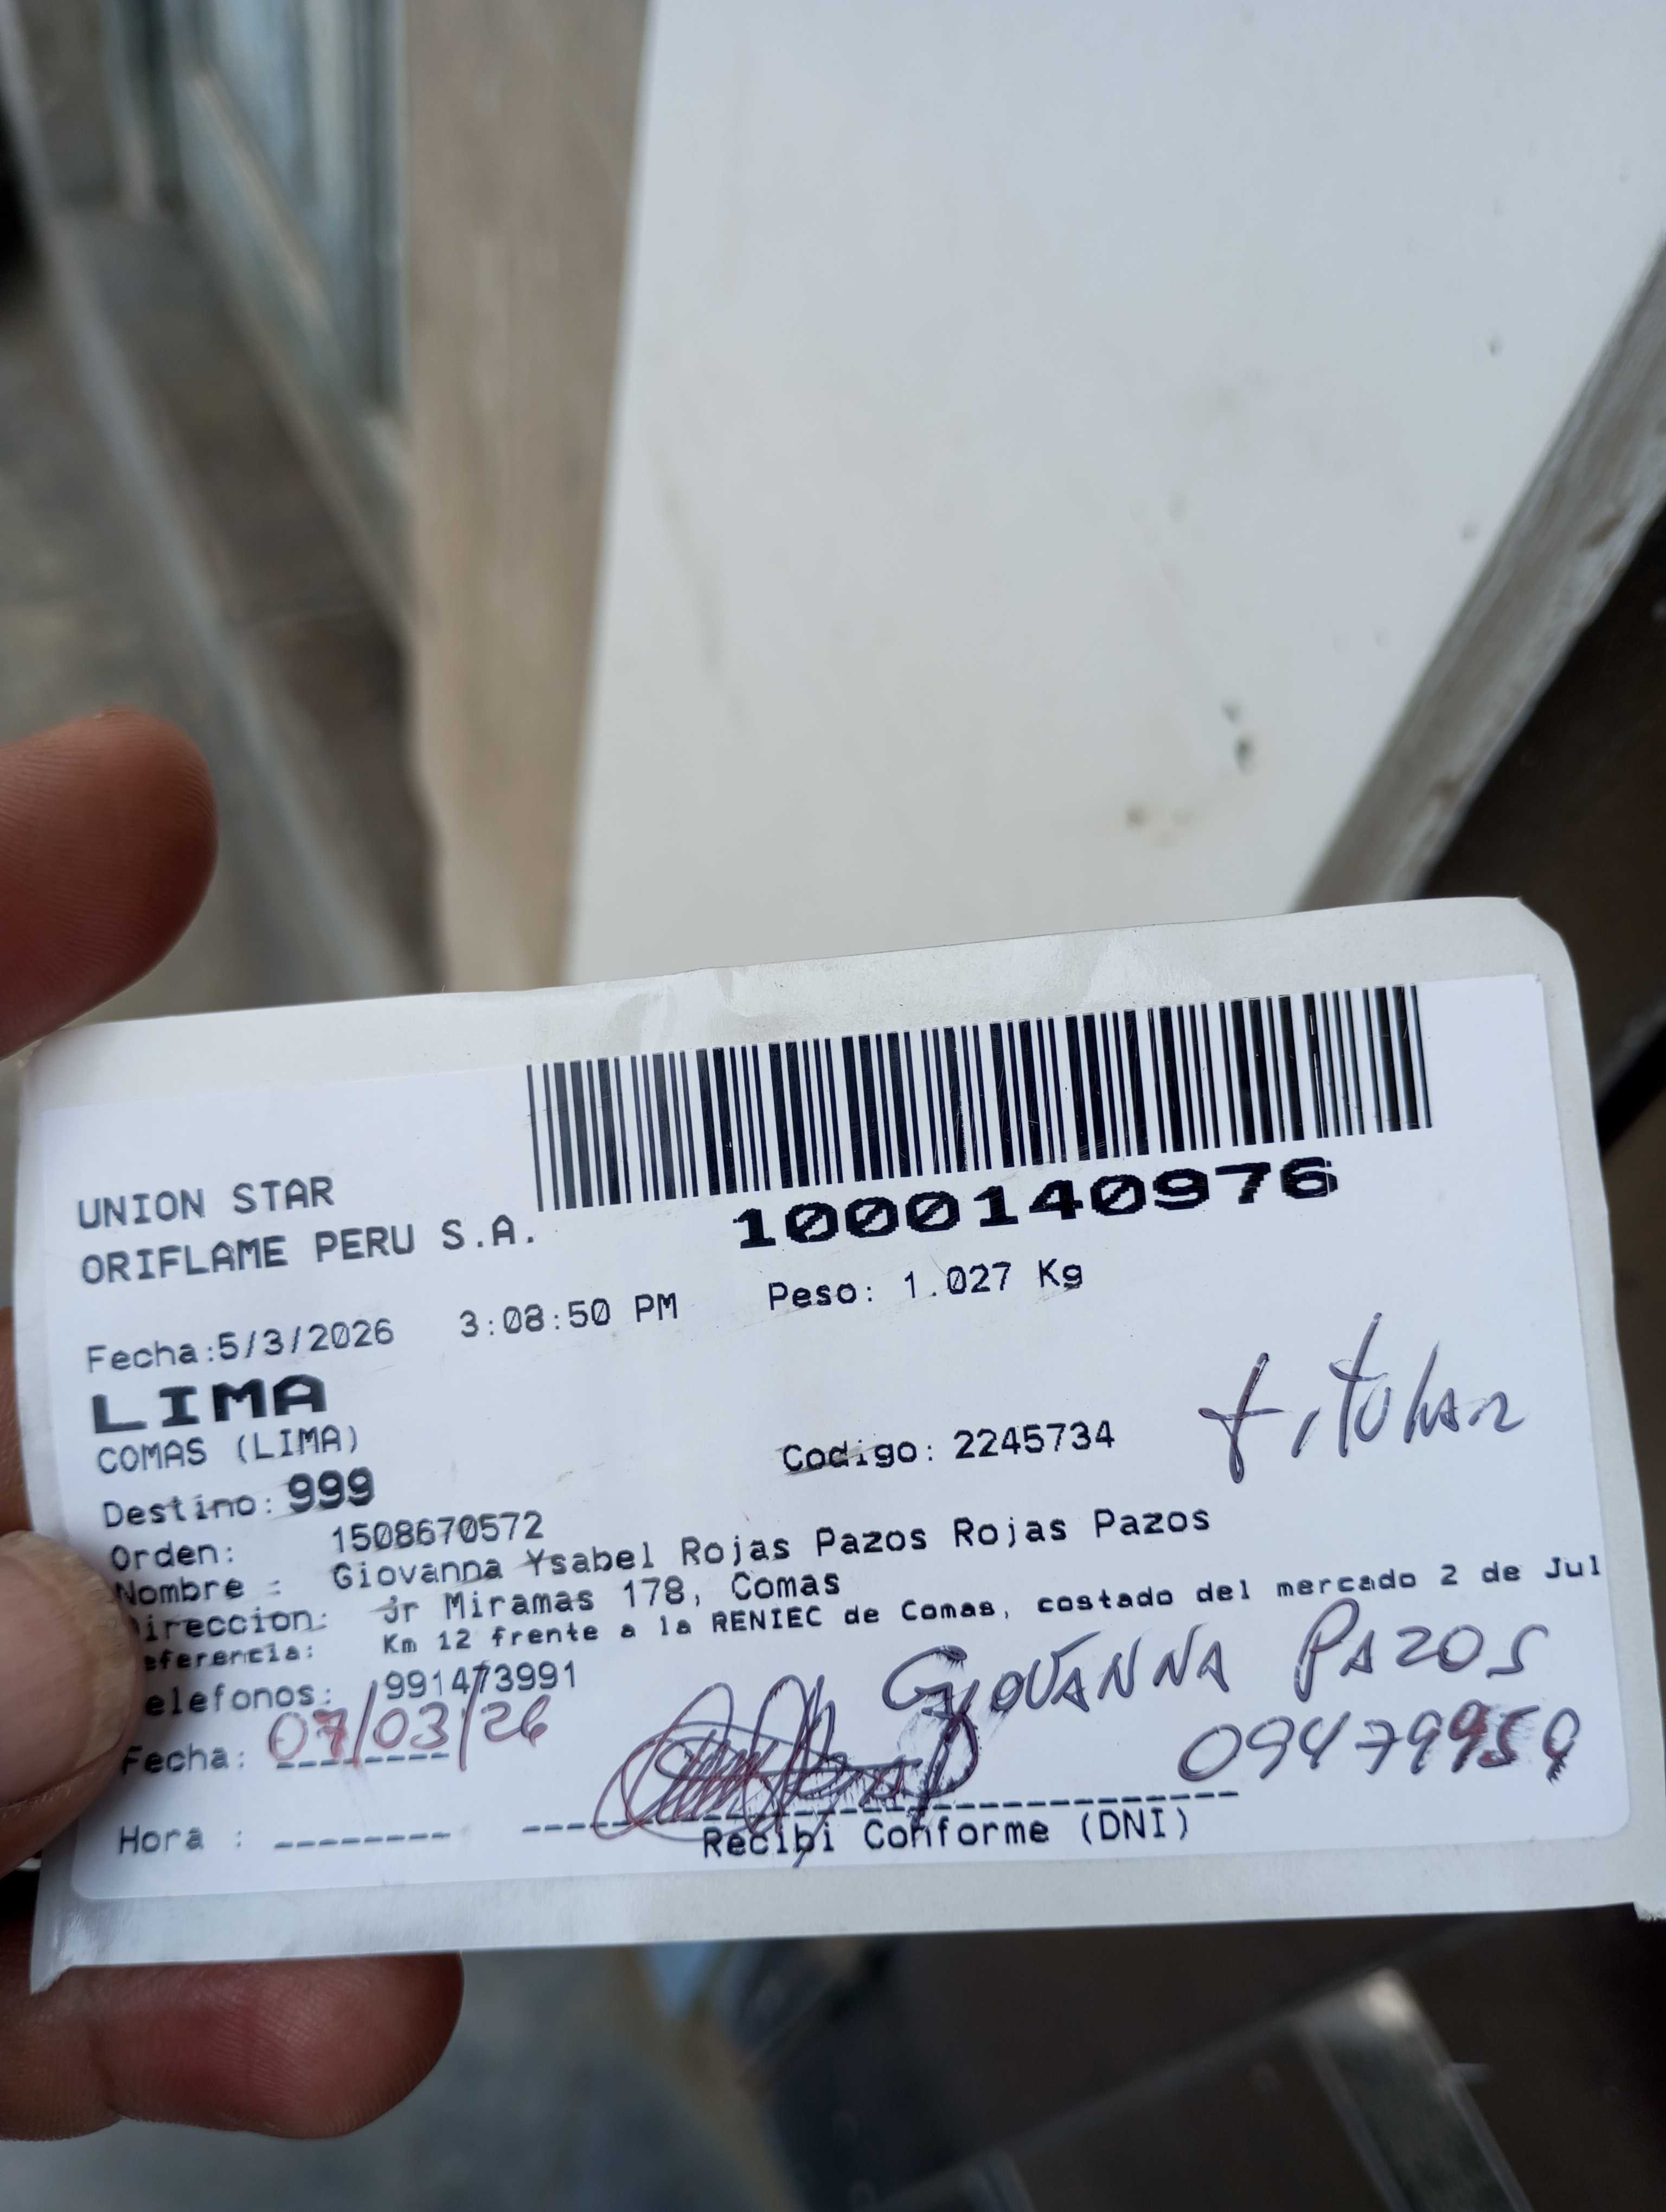 1000140976
UNION STAR
ORIFLAME PERU S.A.
Fecha:5/3/2026 3:08:50 PM Peso: 1.027 Kg
LIMA
COMAS (LIMA)
Codigo: 2245734 titular
Destino: 999
Orden: 1508670572
Nombre : Giovanna Ysabel Rojas Pazos Rojas Pazos
ireccion: Jr Miramas 178, Comas
eferencia: Km 12 frente a la RENIEC de Comas, costado del mercado 2 de Jul
elefonos: 991473991
GIOVANNA PAZOS
Fecha: 07/03/26
Hora :
Recibi Conforme (DNI)